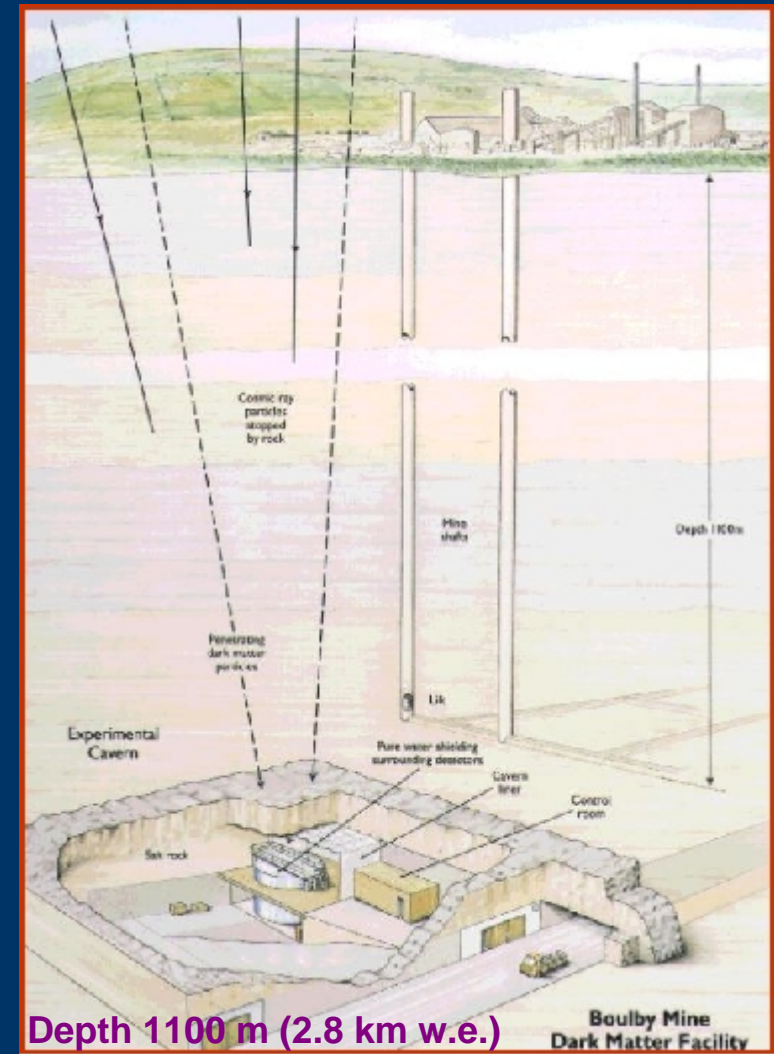 Cosmic ray
particles
stopped
by rock
Mine
shafts
Depth 1100m
Penetrating
dark matter
particles
Lift
Experimental
Cavern
Pure water shielding
surrounding detectors
Cavern
liner
Control
room
Salt rock
Depth 1100 m (2.8 km w.e.)
Boulby Mine
Dark Matter Facility